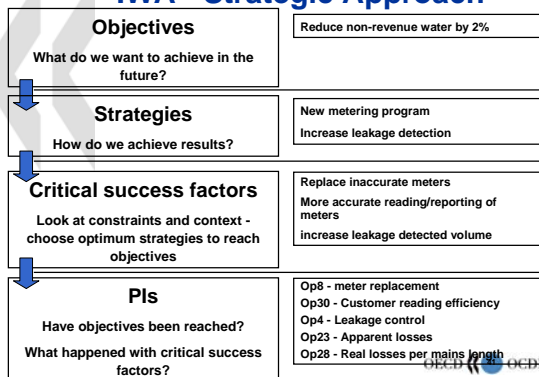 IWA - Strategic Approach
Objectives
What do we want to achieve in the
future?
Reduce non-revenue water by 2%
Strategies
How do we achieve results?
New metering program
Increase leakage detection
Critical success factors
Look at constraints and context -
choose optimum strategies to reach
objectives
Replace inaccurate meters
More accurate reading/reporting of
meters
increase leakage detected volume
PIs
Have objectives been reached?
What happened with critical success
factors?
Op8 - meter replacement
Op30 - Customer reading efficiency
Op4 - Leakage control
Op23 - Apparent losses
Op28 - Real losses per mains length
OECD OCDE